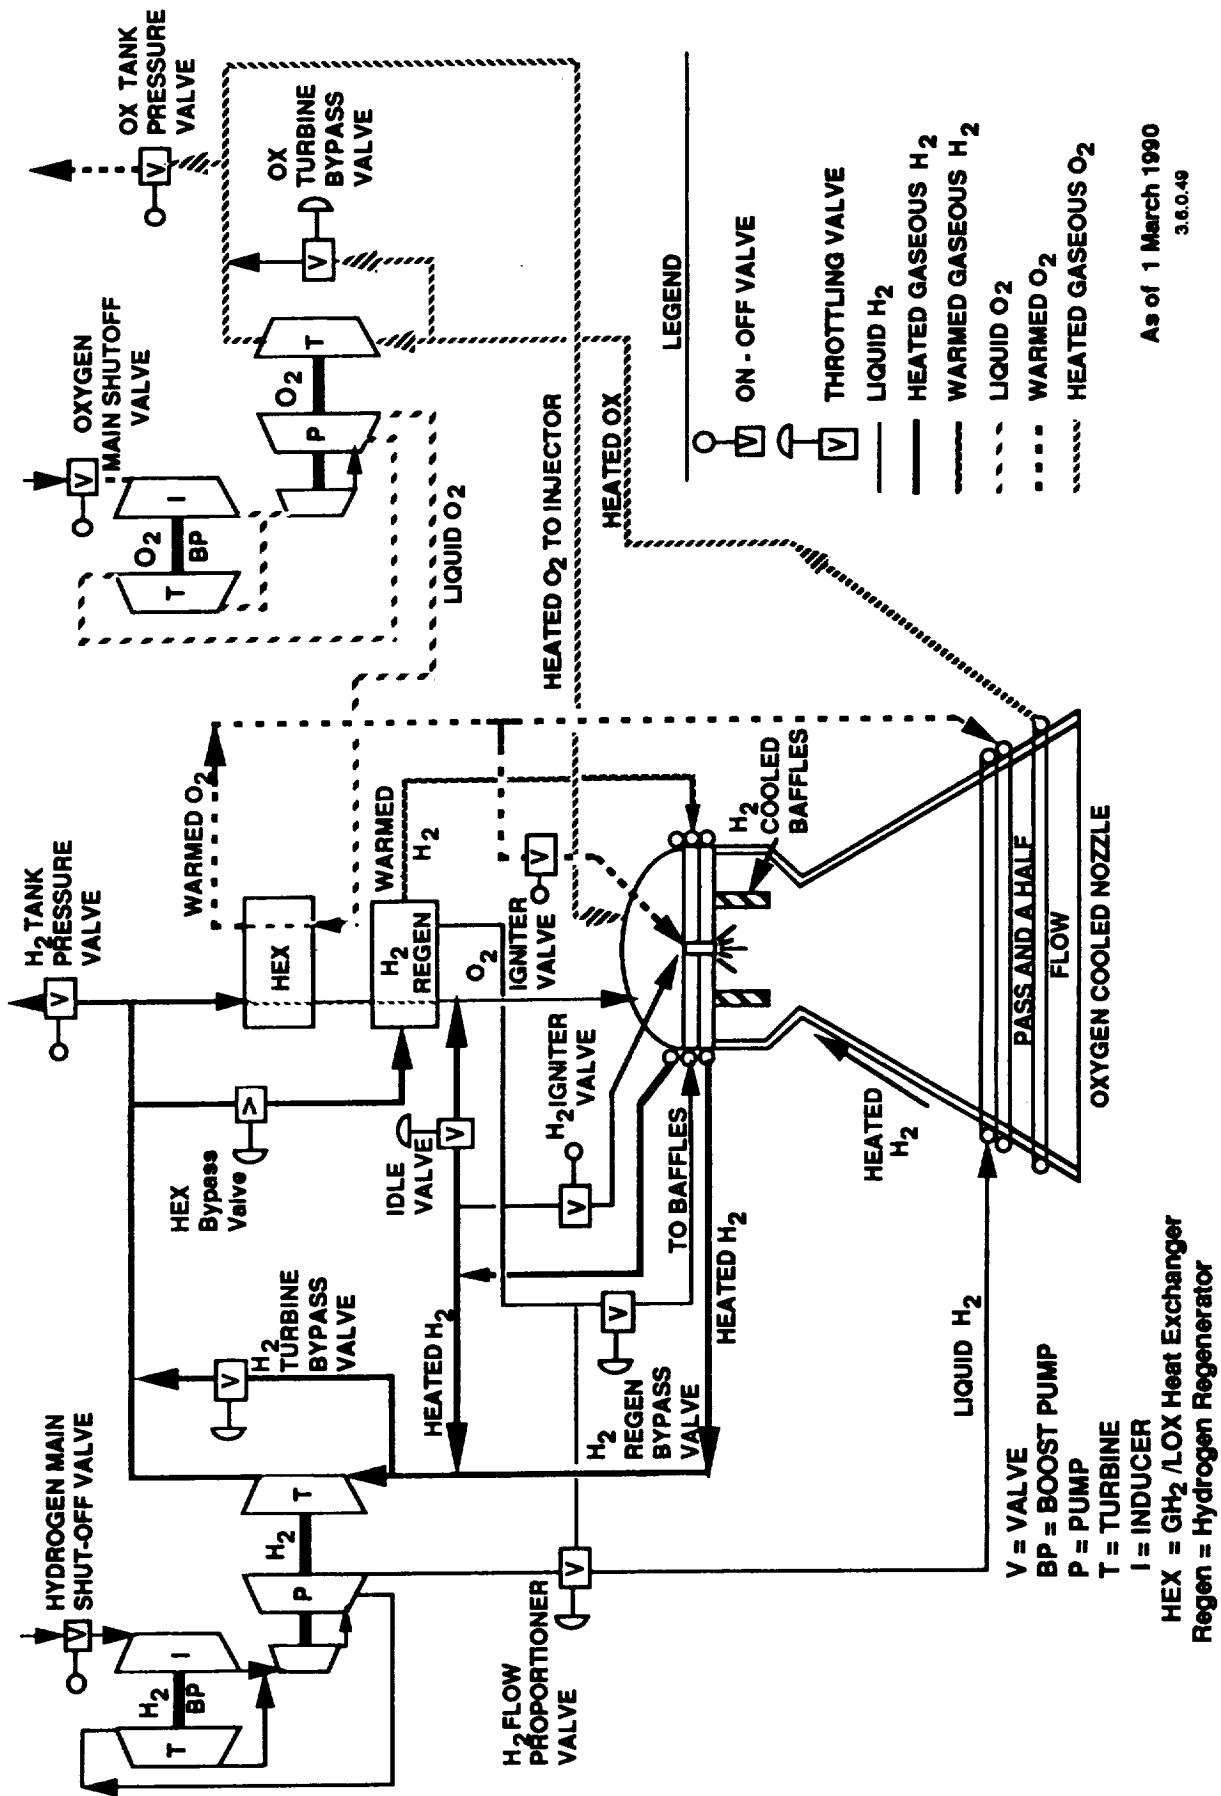 HYDROGEN MAIN
SHUT-OFF VALVE
V
I
H2
BP
T
P
H2
T
H2
TURBINE
BYPASS
VALVE
V
H2 TANK
PRESSURE
VALVE
V
HEX
Bypass
Valve
V
HEX
WARMED O2
H2
REGEN
WARMED
H2
IDLE
VALVE
V
O2
IGNITER
VALVE
V
H2 IGNITER
VALVE
V
HEATED H2
H2 FLOW
PROPORTIONER
VALVE
V
H2
REGEN
BYPASS
VALVE
V
TO BAFFLES
HEATED H2
H2
COOLED
BAFFLES
HEATED
H2
LIQUID H2
PASS AND A HALF
FLOW
OXYGEN COOLED NOZZLE
OXYGEN
MAIN SHUTOFF
VALVE
V
I
O2
BP
T
P
O2
T
LIQUID O2
OX TANK
PRESSURE
VALVE
V
OX
TURBINE
BYPASS
VALVE
V
HEATED O2 TO INJECTOR
HEATED OX
V = VALVE
BP = BOOST PUMP
P = PUMP
T = TURBINE
I = INDUCER
HEX = GH2 /LOX Heat Exchanger
Regen = Hydrogen Regenerator
LEGEND
V ON - OFF VALVE
V THROTTLING VALVE
LIQUID H2
HEATED GASEOUS H2
WARMED GASEOUS H2
LIQUID O2
WARMED O2
HEATED GASEOUS O2
As of 1 March 1990
3.6.0.49